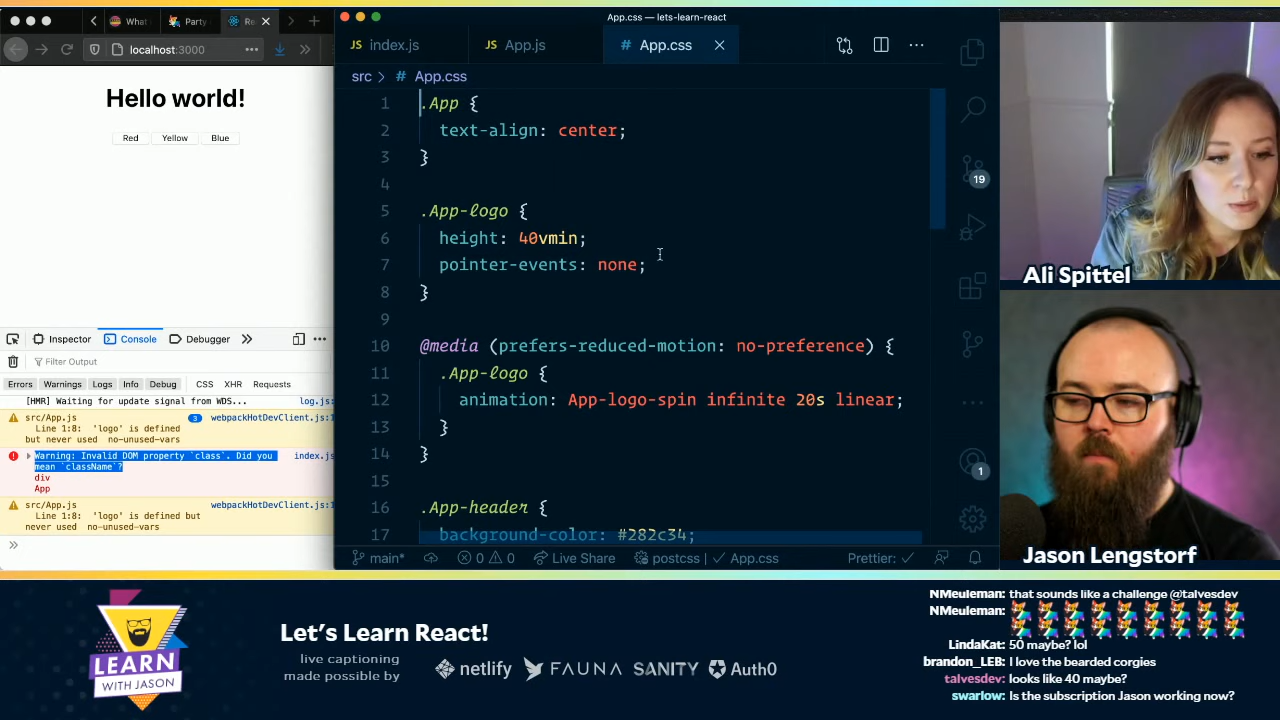 What
Party
Re
localhost:3000
Hello world!
Red
Yellow
Blue
Inspector
Console
Debugger
Filter Output
Errors
Warnings
Logs
Info
Debug
CSS
XHR
Requests
[HMR] Waiting for update signal from WDS...
log.js:
src/App.js
3
webpackHotDevClient.js:1
Line 1:8: 'logo' is defined
but never used no-unused-vars
Warning: Invalid DOM property `class`. Did you
mean `className`?
index.js
div
App
src/App.js
webpackHotDevClient.js:1
Line 1:8: 'logo' is defined but
never used no-unused-vars
App.css — lets-learn-react
JS index.js
JS App.js
# App.css
src > # App.css
1 .App {
2 text-align: center;
3 }
4
5 .App-logo {
6 height: 40vmin;
7 pointer-events: none;
8 }
9
10 @media (prefers-reduced-motion: no-preference) {
11 .App-logo {
12 animation: App-logo-spin infinite 20s linear;
13 }
14 }
15
16 .App-header {
17 background-color: #282c34;
19
1
main*
0
0
Live Share
postcss
App.css
Prettier:
Ali Spittel
Jason Lengstorf
LEARN
WITH JASON
Let's Learn React!
live captioning
made possible by
netlify
FAUNA
SANITY
Auth0
NMeuleman: that sounds like a challenge @talvesdev
NMeuleman:
LindaKat: 50 maybe? lol
brandon_LEB: I love the bearded corgies
talvesdev: looks like 40 maybe?
swarlow: Is the subscription Jason working now?